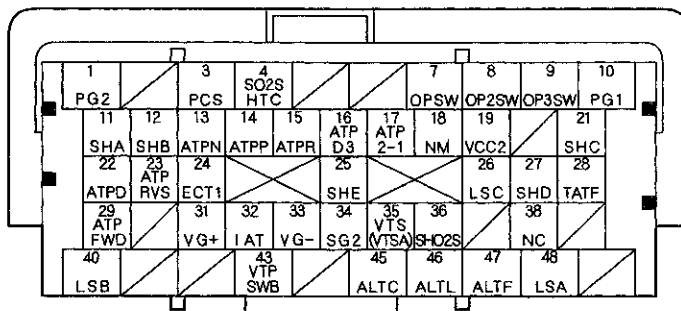 1 3 4 7 8 9 10
PG2 PCS SO2S HTC OPSW OP2SW OP3SW PG1
11 12 13 14 15 16 17 18 19 21
SHA SHB ATPN ATPP ATPR ATP D3 ATP 2-1 NM VCC2 SHC
22 23 24 25 26 27 28
ATPD ATP RVS ECT1 SHE LSC SHD TATF
29 31 32 33 34 35 36 38
ATP FWD VG+ IAT VG- SG2 VTS (VTSA) SHO2S NC
40 43 45 46 47 48
LSB VTP SWB ALTC ALTL ALTF LSA